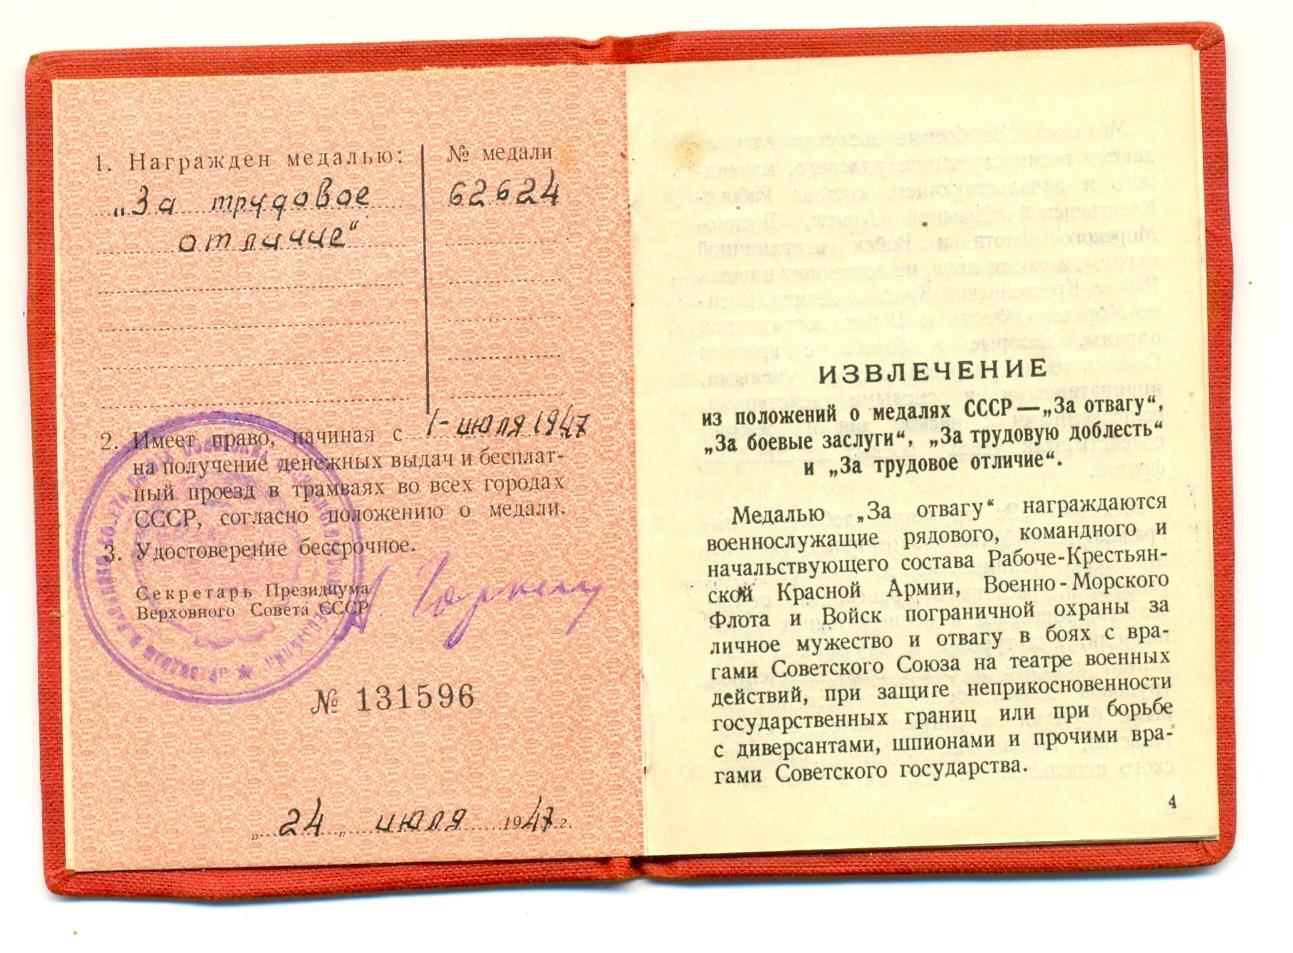 1. Награжден медалью:
„За трудовое
отличие“
№ медали
62624
2. Имеет право, начиная с 1-июля 1947
на получение денежных выдач и бесплат-
ный проезд в трамваях во всех городах
СССР, согласно положению о медали.
3. Удостоверение бессрочное.
Секретарь Президиума
Верховного Совета СССР
№ 131596
„24„ июля 1947 г.
ИЗВЛЕЧЕНИЕ
из положений о медалях СССР—„За отвагу“,
„За боевые заслуги“, „За трудовую доблесть“
и „За трудовое отличие“.
Медалью „За отвагу“ награждаются
военнослужащие рядового, командного и
начальствующего состава Рабоче-Крестьян-
ской Красной Армии, Военно-Морского
Флота и Войск пограничной охраны за
личное мужество и отвагу в боях с вра-
гами Советского Союза на театре военных
действий, при защите неприкосновенности
государственных границ или при борьбе
с диверсантами, шпионами и прочими вра-
гами Советского государства.
4